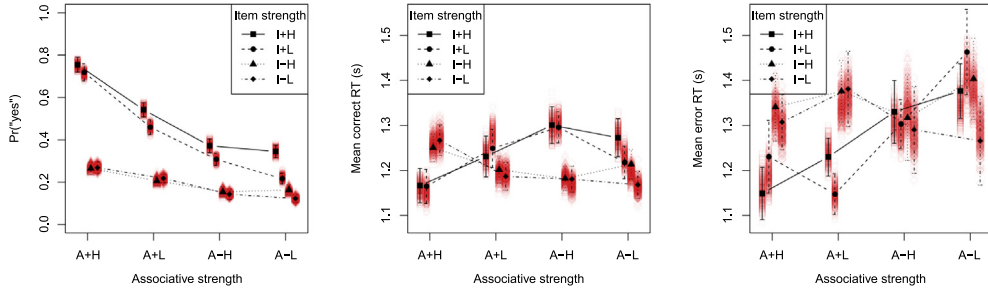 Item strength
I+H
I+L
I−H
I−L
1.0
0.8
0.6
0.4
0.2
0.0
Pr("yes")
A+H A+L A−H A−L
Associative strength
Item strength
I+H
I+L
I−H
I−L
1.5
1.4
1.3
1.2
1.1
Mean correct RT (s)
A+H A+L A−H A−L
Associative strength
Item strength
I+H
I+L
I−H
I−L
1.5
1.4
1.3
1.2
1.1
Mean error RT (s)
A+H A+L A−H A−L
Associative strength